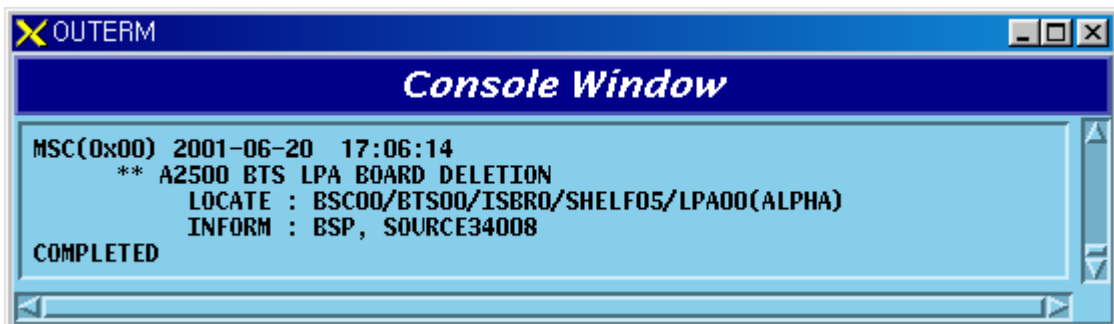 OUTERM
Console Window
MSC(0x00) 2001-06-20 17:06:14
** A2500 BTS LPA BOARD DELETION
LOCATE : BSC00/BTS00/ISBR0/SHELF05/LPA00(ALPHA)
INFORM : BSP, SOURCE34008
COMPLETED